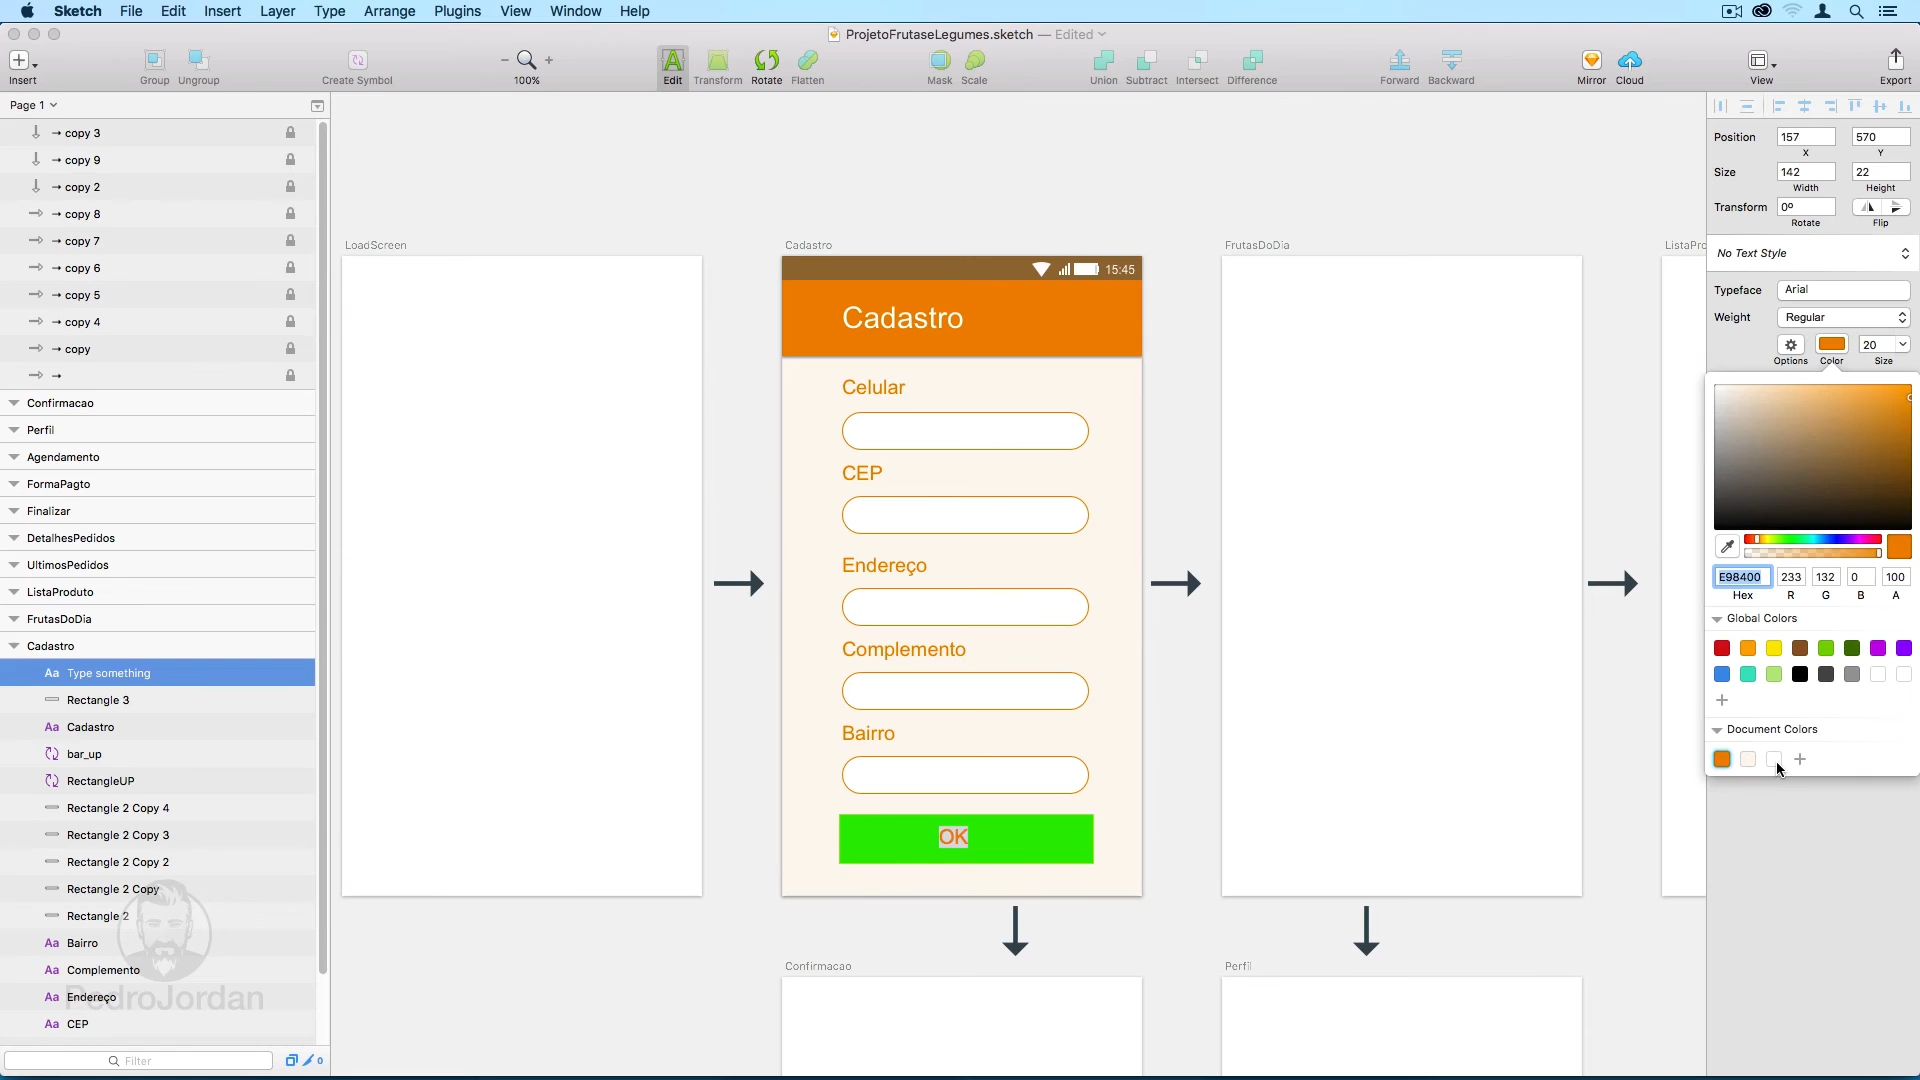 Sketch File Edit Insert Layer Type Arrange Plugins View Window Help
ProjetoFrutaseLegumes.sketch — Edited
Insert Group Ungroup Create Symbol 100% Edit Transform Rotate Flatten Mask Scale Union Subtract Intersect Difference Forward Backward Mirror Cloud View Export
Page 1
→ copy 3
→ copy 9
→ copy 2
→ copy 8
→ copy 7
→ copy 6
→ copy 5
→ copy 4
→ copy
→
Confirmacao
Perfil
Agendamento
FormaPagto
Finalizar
DetalhesPedidos
UltimosPedidos
ListaProduto
FrutasDoDia
Cadastro
Aa Type something
Rectangle 3
Aa Cadastro
bar_up
RectangleUP
Rectangle 2 Copy 4
Rectangle 2 Copy 3
Rectangle 2 Copy 2
Rectangle 2 Copy
Rectangle 2
Aa Bairro
Aa Complemento
Aa Endereço
PedroJordan
Aa CEP
Filter
0
LoadScreen
Cadastro
15:45
Cadastro
Celular
CEP
Endereço
Complemento
Bairro
OK
FrutasDoDia
ListaPro
Confirmacao
Perfil
Position 157 570
X Y
Size 142 22
Width Height
Transform 0º
Rotate Flip
No Text Style
Typeface Arial
Weight Regular
20
Options Color Size
E98400 233 132 0 100
Hex R G B A
Global Colors
Document Colors